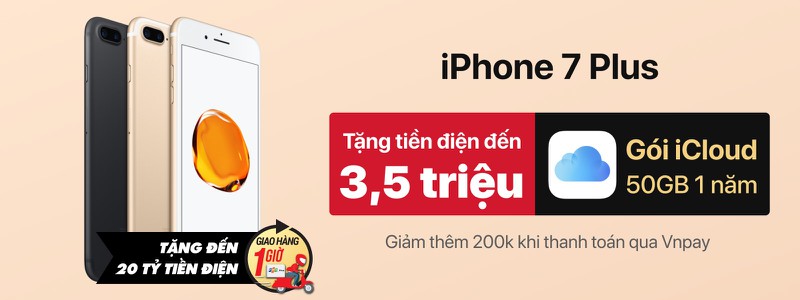 iPhone 7 Plus
Tặng tiền điện đến
3,5 triệu
Gói iCloud
50GB 1 năm
Giảm thêm 200k khi thanh toán qua Vnpay
TẶNG ĐẾN
20 TỶ TIỀN ĐIỆN
GIAO HÀNG
1 GIỜ